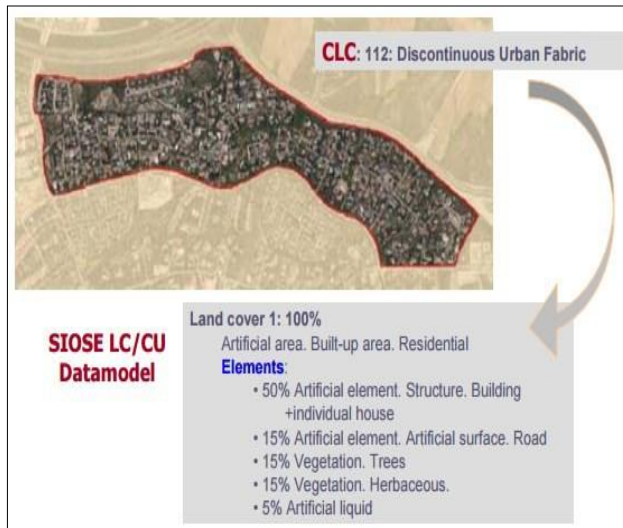 CLC: 112: Discontinuous Urban Fabric
SIOSE LC/CU
Datamodel
Land cover 1: 100%
Artificial area. Built-up area. Residential
Elements:
• 50% Artificial element. Structure. Building
+individual house
• 15% Artificial element. Artificial surface. Road
• 15% Vegetation. Trees
• 15% Vegetation. Herbaceous.
• 5% Artificial liquid